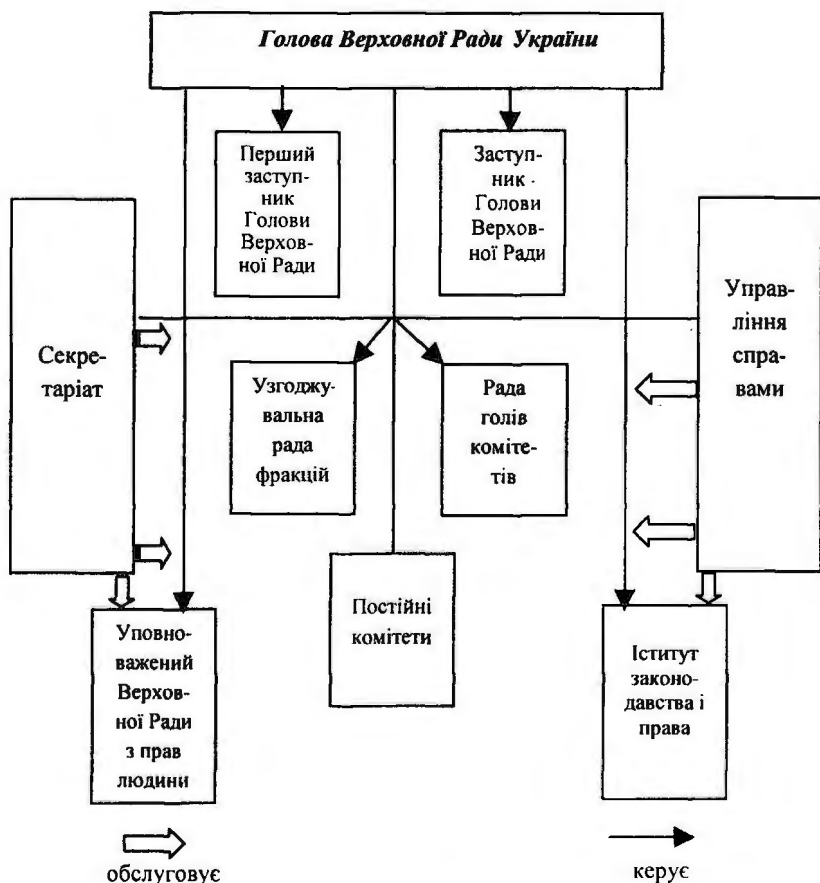 Голова Верховної Ради України
Перший
заступ-
ник
Голови
Верхов-
ної Ради
Заступ-
ник -
Голови
Верхов-
ної Ради
Секре-
таріат
Управ-
ління
спра-
вами
Узгоджу-
вальна
рада
фракцій
Рада
голів
коміте-
тів
Постійні
комітети
Уповно-
важений
Верхов-
ної Ради
з прав
людини
Іститут
законо-
давства і
права
обслуговує
керує